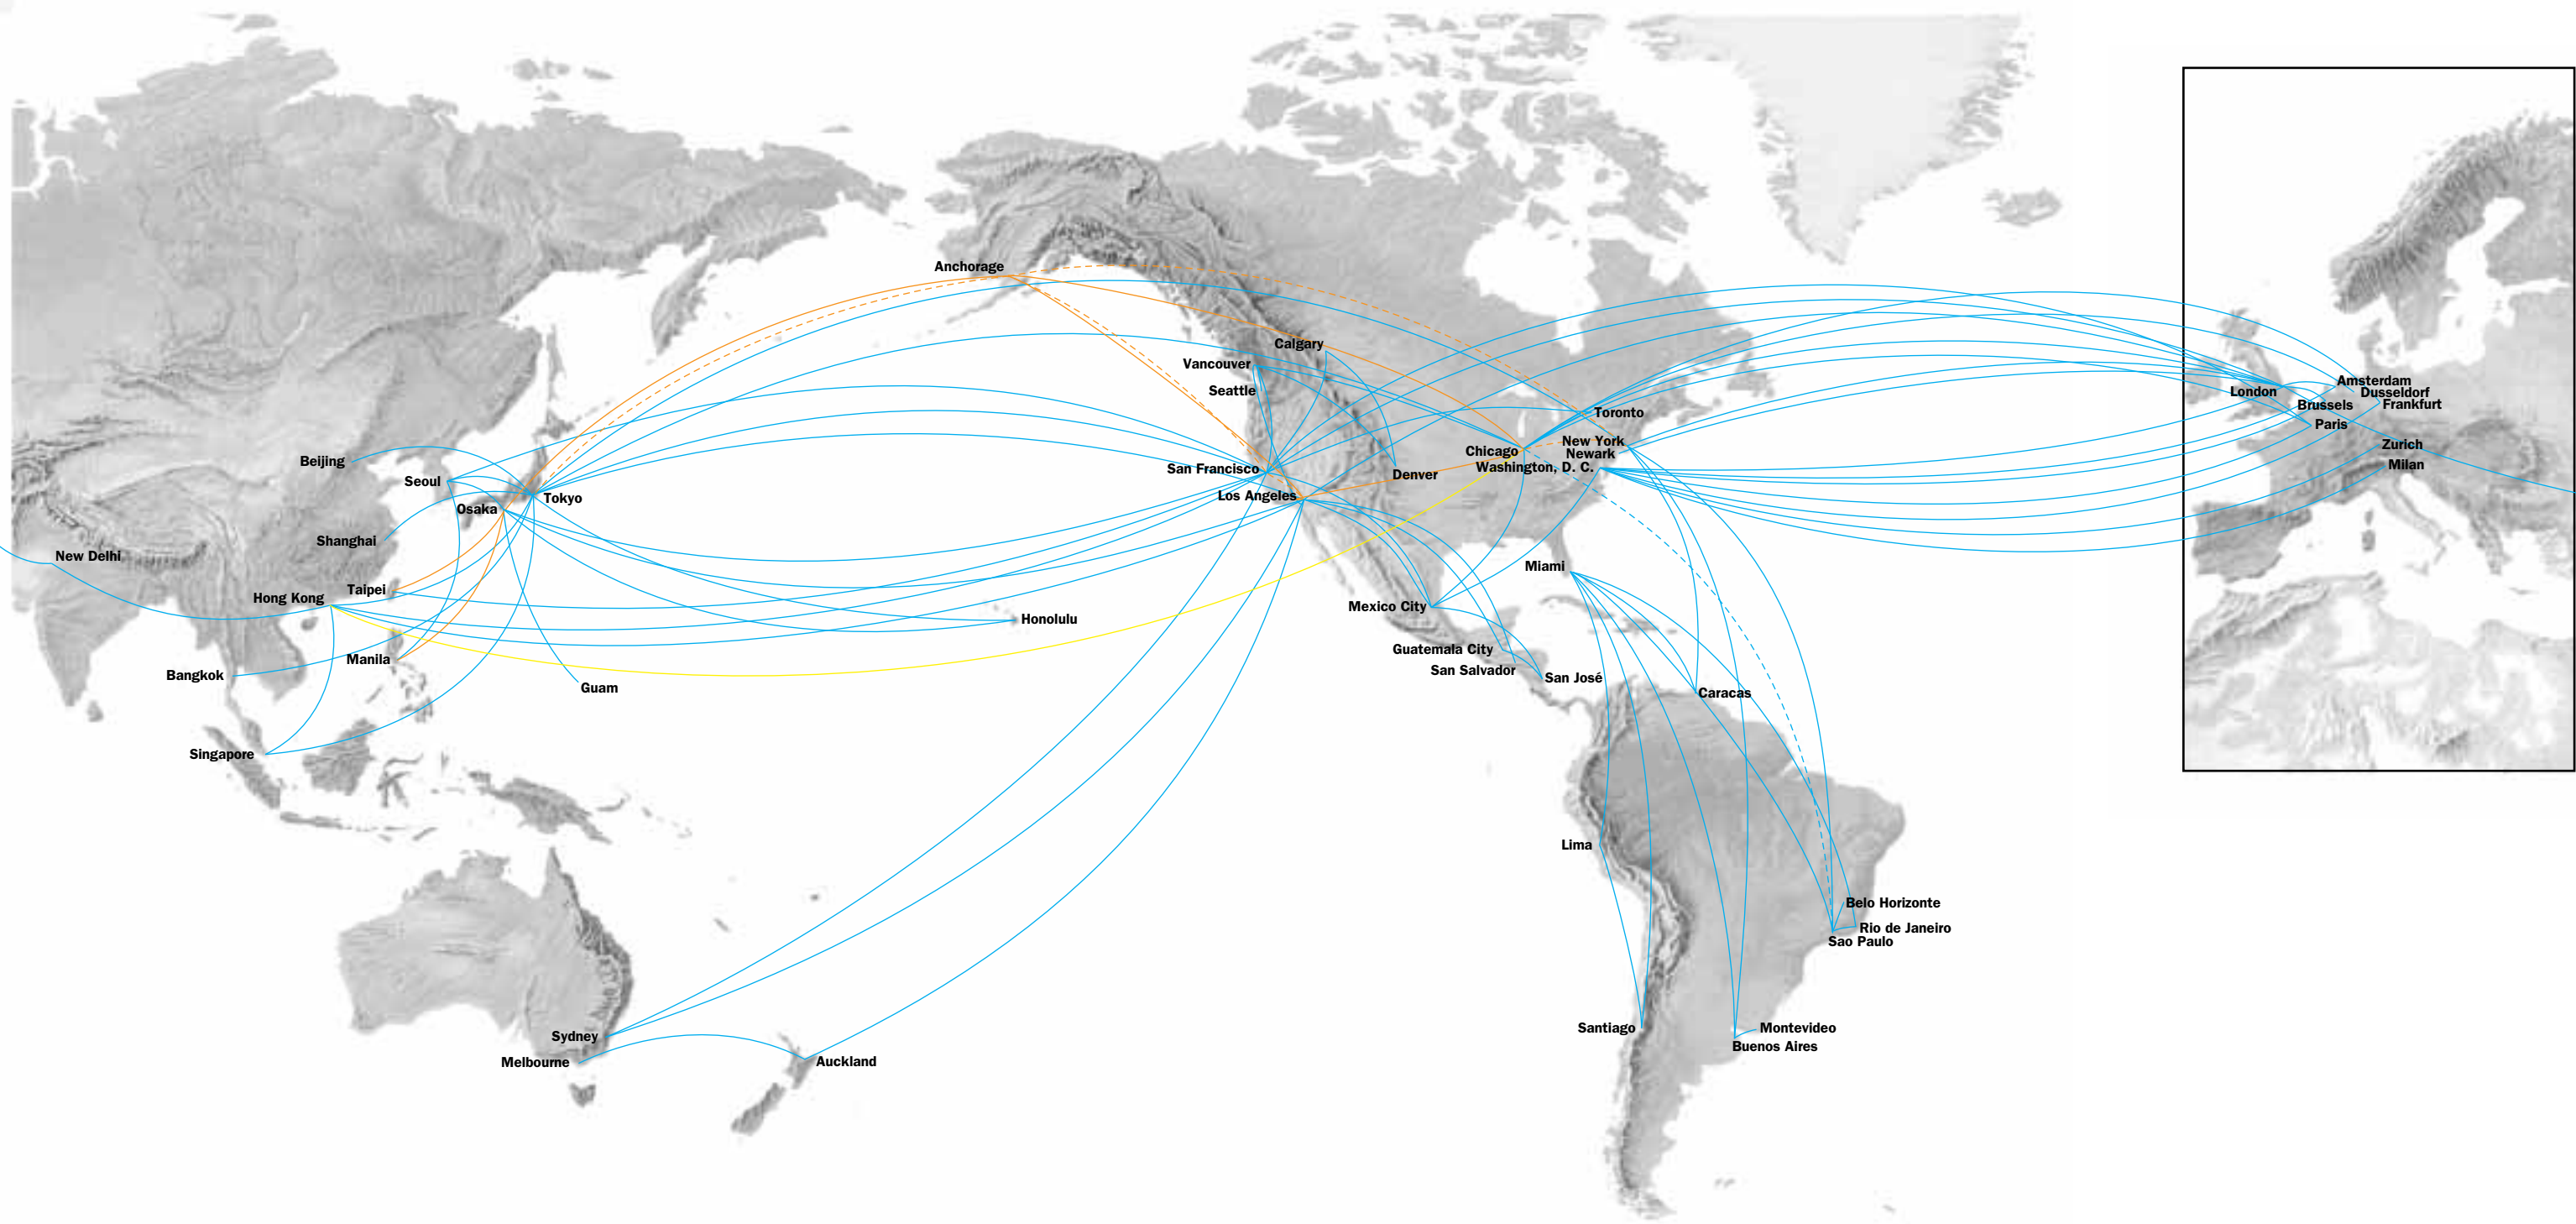 Anchorage
Calgary
Vancouver
Seattle
Amsterdam
London
Dusseldorf
Brussels
Frankfurt
Toronto
Paris
New York
Zurich
Chicago
Newark
Beijing
Milan
San Francisco
Washington, D. C.
Denver
Seoul
Tokyo
Los Angeles
Osaka
Shanghai
New Delhi
Miami
Taipei
Hong Kong
Mexico City
Honolulu
Guatemala City
Manila
San Salvador
Bangkok
San José
Guam
Caracas
Singapore
Lima
Belo Horizonte
Rio de Janeiro
Sao Paulo
Santiago
Montevideo
Sydney
Buenos Aires
Melbourne
Auckland